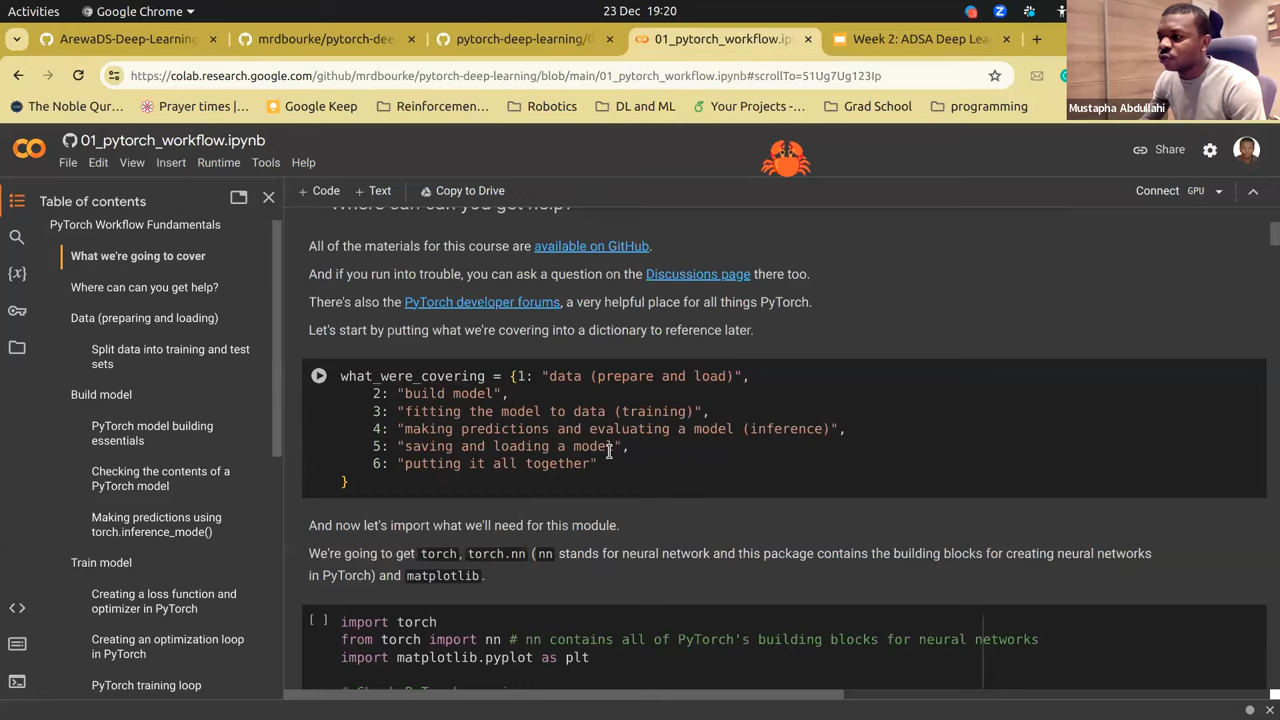 Activities
Google Chrome
23 Dec 19:20
ArewaDS-Deep-Learning
mrdbourke/pytorch-dee
pytorch-deep-learning/0
01_pytorch_workflow.ipyn
Week 2: ADSA Deep Lea
https://colab.research.google.com/github/mrdbourke/pytorch-deep-learning/blob/main/01_pytorch_workflow.ipynb#scrollTo=51Ug7Ug123Ip
The Noble Qur...
Prayer times |...
Google Keep
Reinforcemen...
Robotics
DL and ML
Your Projects -...
Grad School
programming
Mustapha Abdullahi
01_pytorch_workflow.ipynb
File Edit View Insert Runtime Tools Help
Share
+ Code + Text
Copy to Drive
Connect GPU
Table of contents
PyTorch Workflow Fundamentals
What we're going to cover
Where can can you get help?
Data (preparing and loading)
Split data into training and test
sets
Build model
PyTorch model building
essentials
Checking the contents of a
PyTorch model
Making predictions using
torch.inference_mode()
Train model
Creating a loss function and
optimizer in PyTorch
Creating an optimization loop
in PyTorch
PyTorch training loop
Where can can you get help?
All of the materials for this course are available on GitHub.
And if you run into trouble, you can ask a question on the Discussions page there too.
There's also the PyTorch developer forums, a very helpful place for all things PyTorch.
Let's start by putting what we're covering into a dictionary to reference later.
what_were_covering = {1: "data (prepare and load)",
2: "build model",
3: "fitting the model to data (training)",
4: "making predictions and evaluating a model (inference)",
5: "saving and loading a model",
6: "putting it all together"
}
And now let's import what we'll need for this module.
We're going to get torch, torch.nn (nn stands for neural network and this package contains the building blocks for creating neural networks
in PyTorch) and matplotlib.
[ ] import torch
from torch import nn # nn contains all of PyTorch's building blocks for neural networks
import matplotlib.pyplot as plt